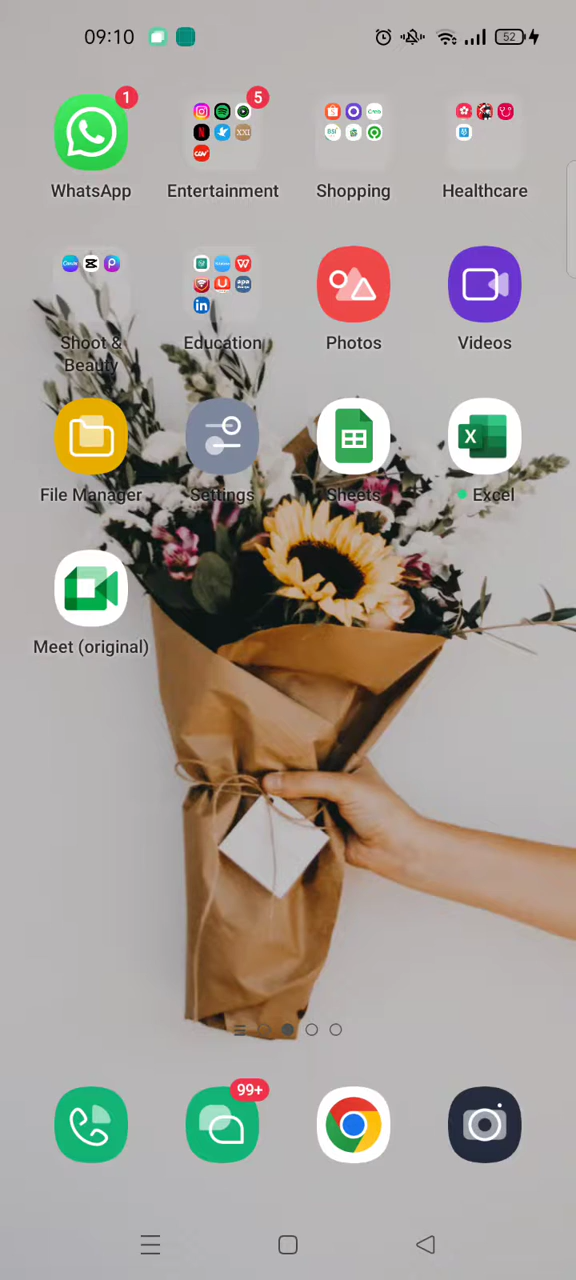 09:10
52
1
5
WhatsApp
Entertainment
Shopping
Healthcare
Shoot &
Beauty
Education
Photos
Videos
File Manager
Settings
Sheets
Excel
Meet (original)
99+